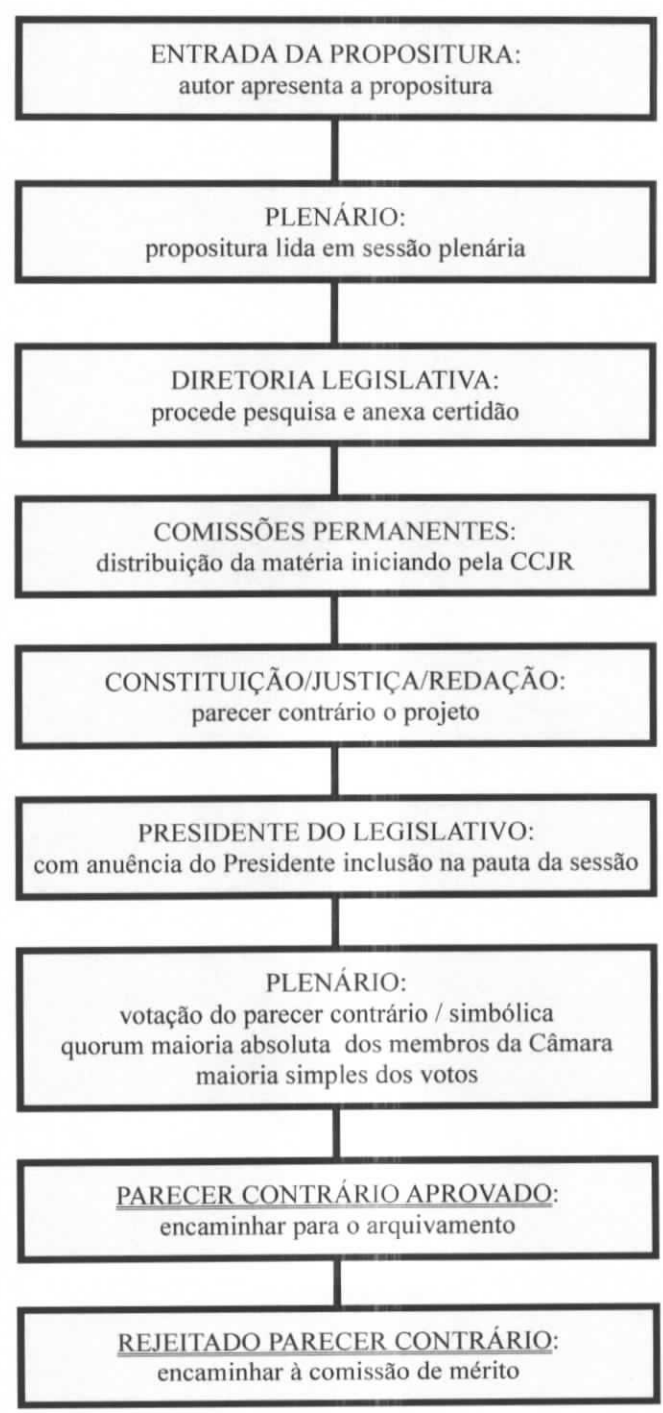 ENTRADA DA PROPOSITURA:
autor apresenta a propositura
PLENÁRIO:
propositura lida em sessão plenária
DIRETORIA LEGISLATIVA:
procede pesquisa e anexa certidão
COMISSÕES PERMANENTES:
distribuição da matéria iniciando pela CCJR
CONSTITUIÇÃO/JUSTIÇA/REDAÇÃO:
parecer contrário o projeto
PRESIDENTE DO LEGISLATIVO:
com anuência do Presidente inclusão na pauta da sessão
PLENÁRIO:
votação do parecer contrário / simbólica
quorum maioria absoluta dos membros da Câmara
maioria simples dos votos
PARECER CONTRÁRIO APROVADO:
encaminhar para o arquivamento
REJEITADO PARECER CONTRÁRIO:
encaminhar à comissão de mérito